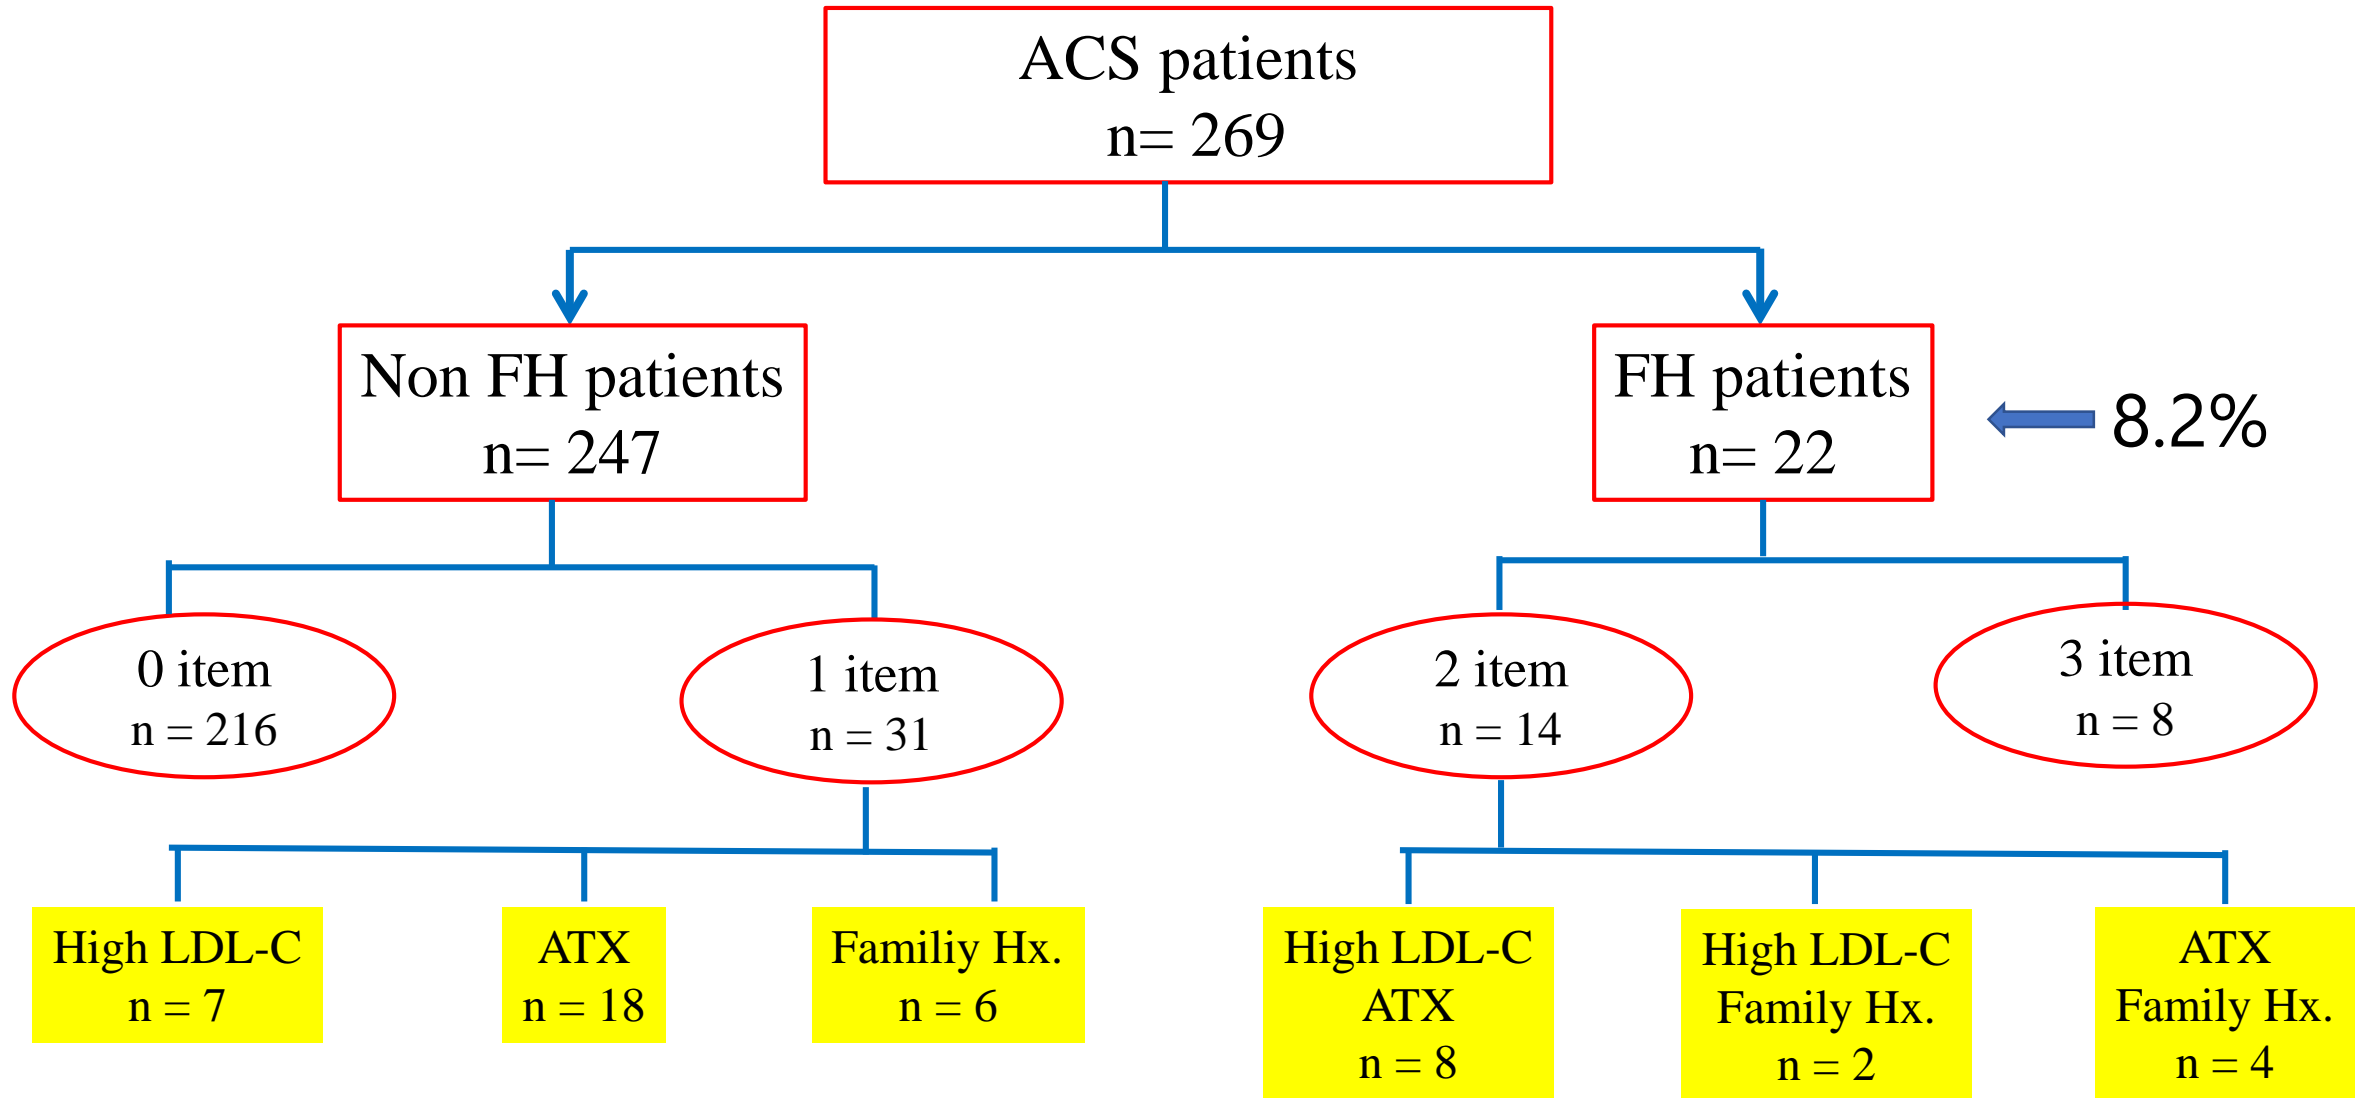 ACS patients
n= 269
Non FH patients
n= 247
FH patients
n= 22
8.2%
0 item
n = 216
1 item
n = 31
2 item
n = 14
3 item
n = 8
High LDL-C
n = 7
ATX
n = 18
Familiy Hx.
n = 6
High LDL-C
ATX
n = 8
High LDL-C
Family Hx.
n = 2
ATX
Family Hx.
n = 4